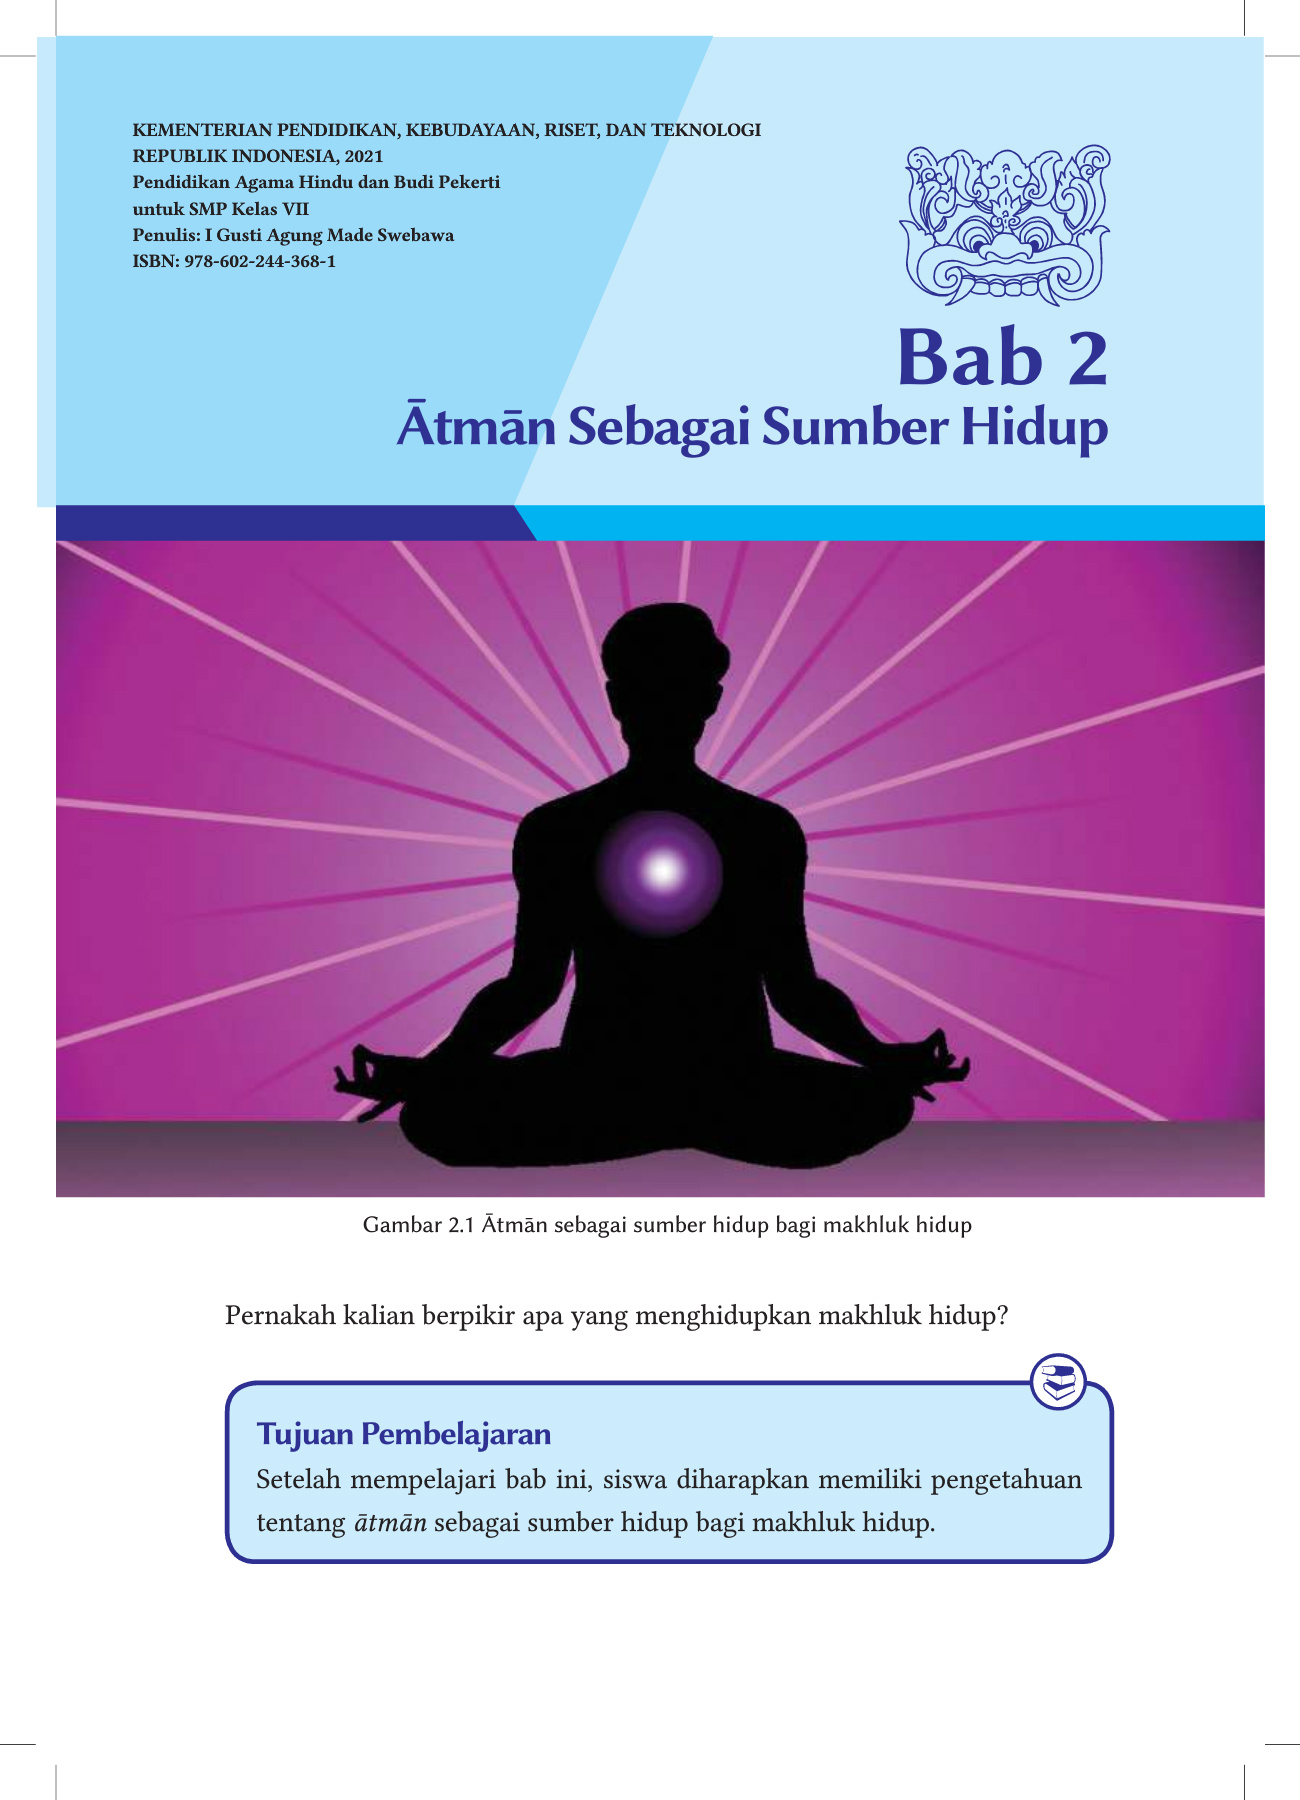 KEMENTERIAN PENDIDIKAN, KEBUDAYAAN, RISET, DAN TEKNOLOGI
REPUBLIK INDONESIA, 2021
Pendidikan Agama Hindu dan Budi Pekerti
untuk SMP Kelas VII
Penulis: I Gusti Agung Made Swebawa
ISBN: 978-602-244-368-1
Bab 2
Ātmān Sebagai Sumber Hidup
Gambar 2.1 Ātmān sebagai sumber hidup bagi makhluk hidup
Pernakah kalian berpikir apa yang menghidupkan makhluk hidup?
Tujuan Pembelajaran
Setelah mempelajari bab ini, siswa diharapkan memiliki pengetahuan
tentang ātmān sebagai sumber hidup bagi makhluk hidup.